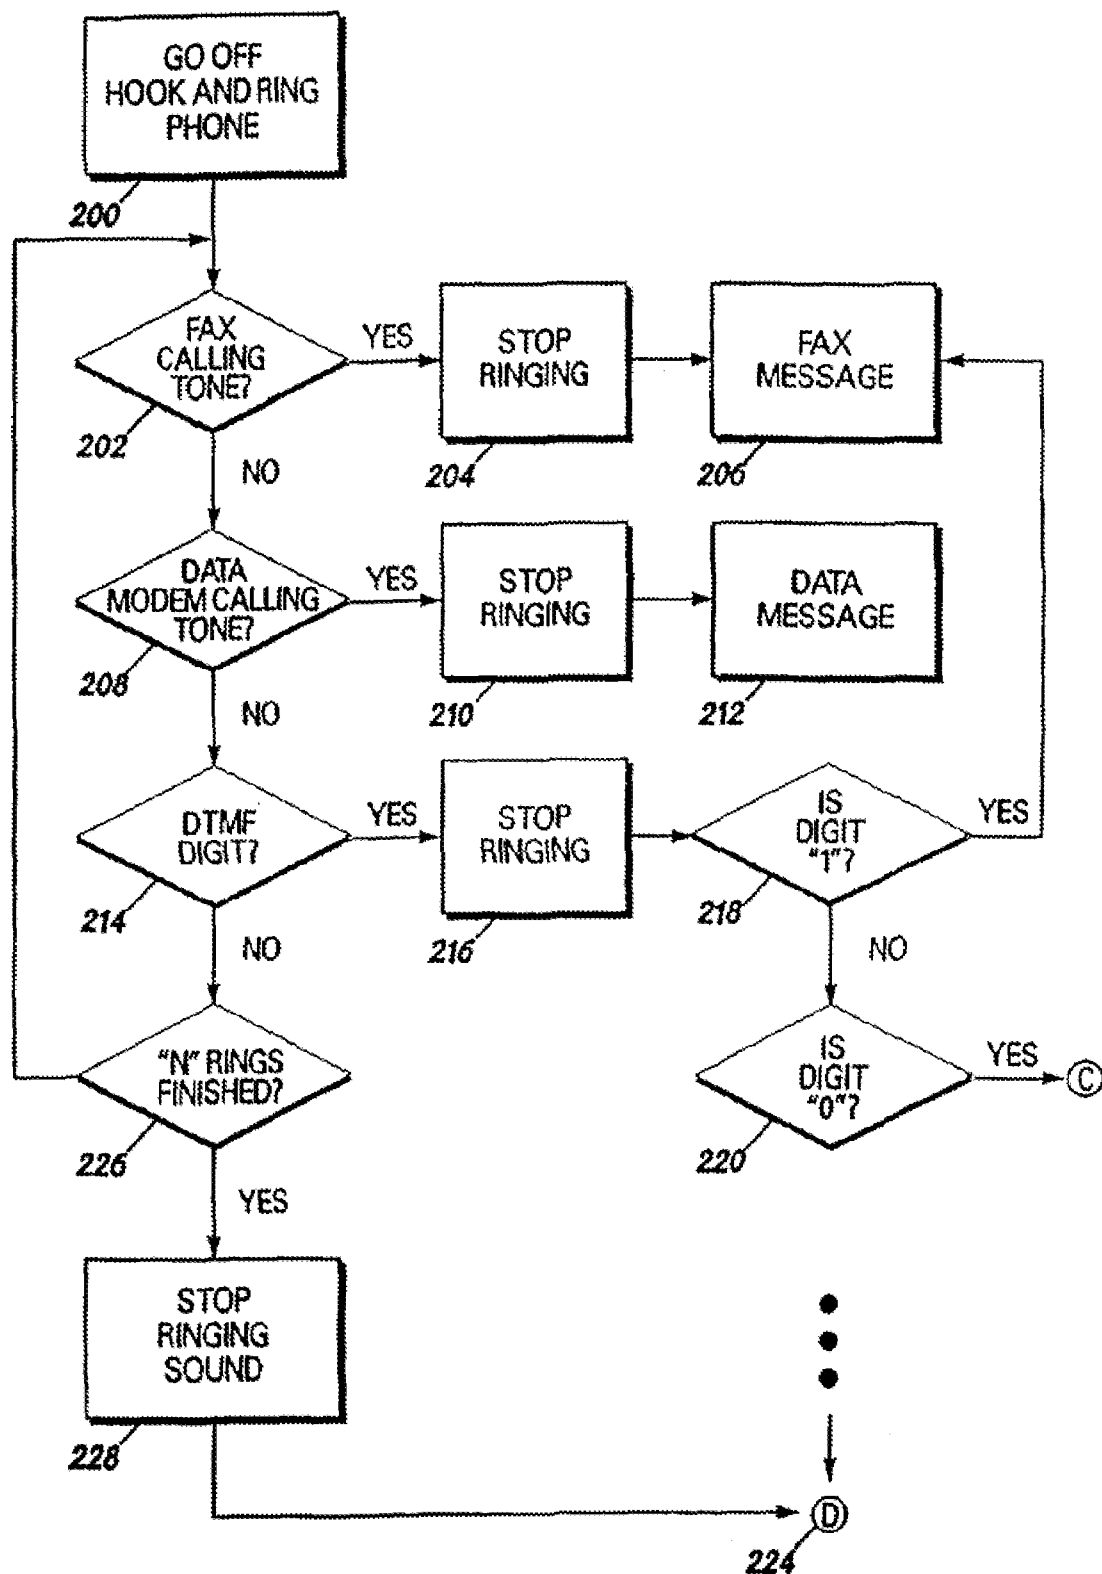 GO OFF
HOOK AND RING
PHONE
200
FAX
CALLING
TONE?
202
YES
STOP
RINGING
204
FAX
MESSAGE
206
NO
DATA
MODEM CALLING
TONE?
208
YES
STOP
RINGING
210
DATA
MESSAGE
212
NO
DTMF
DIGIT?
214
YES
STOP
RINGING
216
IS
DIGIT
"1"?
218
YES
NO
NO
"N" RINGS
FINISHED?
226
IS
DIGIT
"0"?
220
YES
C
YES
STOP
RINGING
SOUND
228
D
224